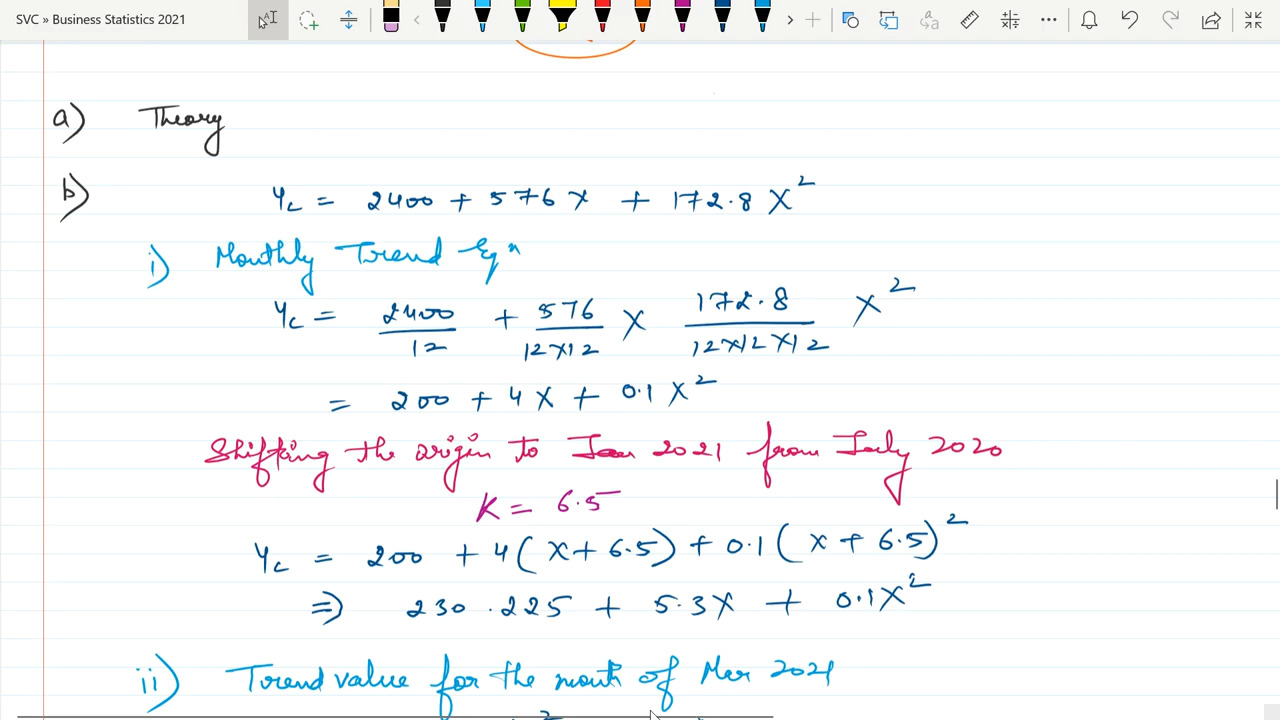 SVC » Business Statistics 2021
a) Theory
b) Yc = 2400 + 576 X + 172.8 X²
i) Monthly Trend Eqⁿ
Yc = 2400/12 + 576/12×12 X 172.8/12×12×12 X²
= 200 + 4X + 0.1 X²
Shifting the origin to Jan 2021 from July 2020
K = 6.5
Yc = 200 + 4(X+6.5) + 0.1(X + 6.5)²
⇒ 230.225 + 5.3X + 0.1X²
ii) Trend value for the month of Mar 2021